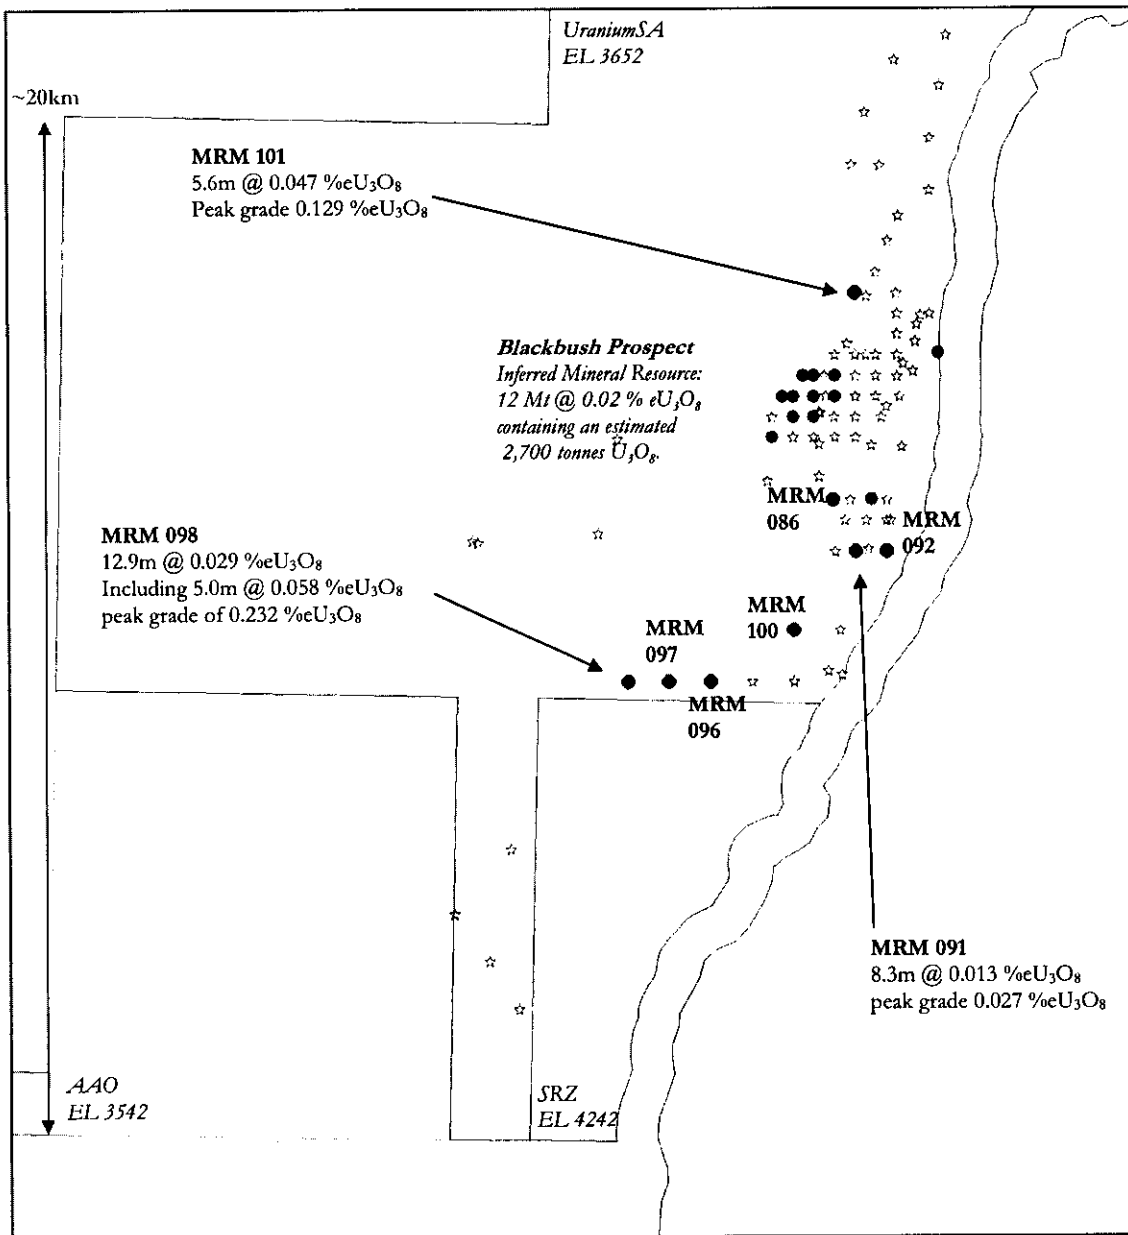 UraniumSA
EL 3652
~20km
MRM 101
5.6m @ 0.047 %eU₃O₈
Peak grade 0.129 %eU₃O₈
Blackbush Prospect
Inferred Mineral Resource:
12 Mt @ 0.02 % eU₃O₈
containing an estimated
2,700 tonnes U₃O₈.
MRM
086
MRM
092
MRM 098
12.9m @ 0.029 %eU₃O₈
Including 5.0m @ 0.058 %eU₃O₈
peak grade of 0.232 %eU₃O₈
MRM
100
MRM
097
MRM
096
MRM 091
8.3m @ 0.013 %eU₃O₈
peak grade 0.027 %eU₃O₈
AAO
EL 3542
SRZ
EL 4242